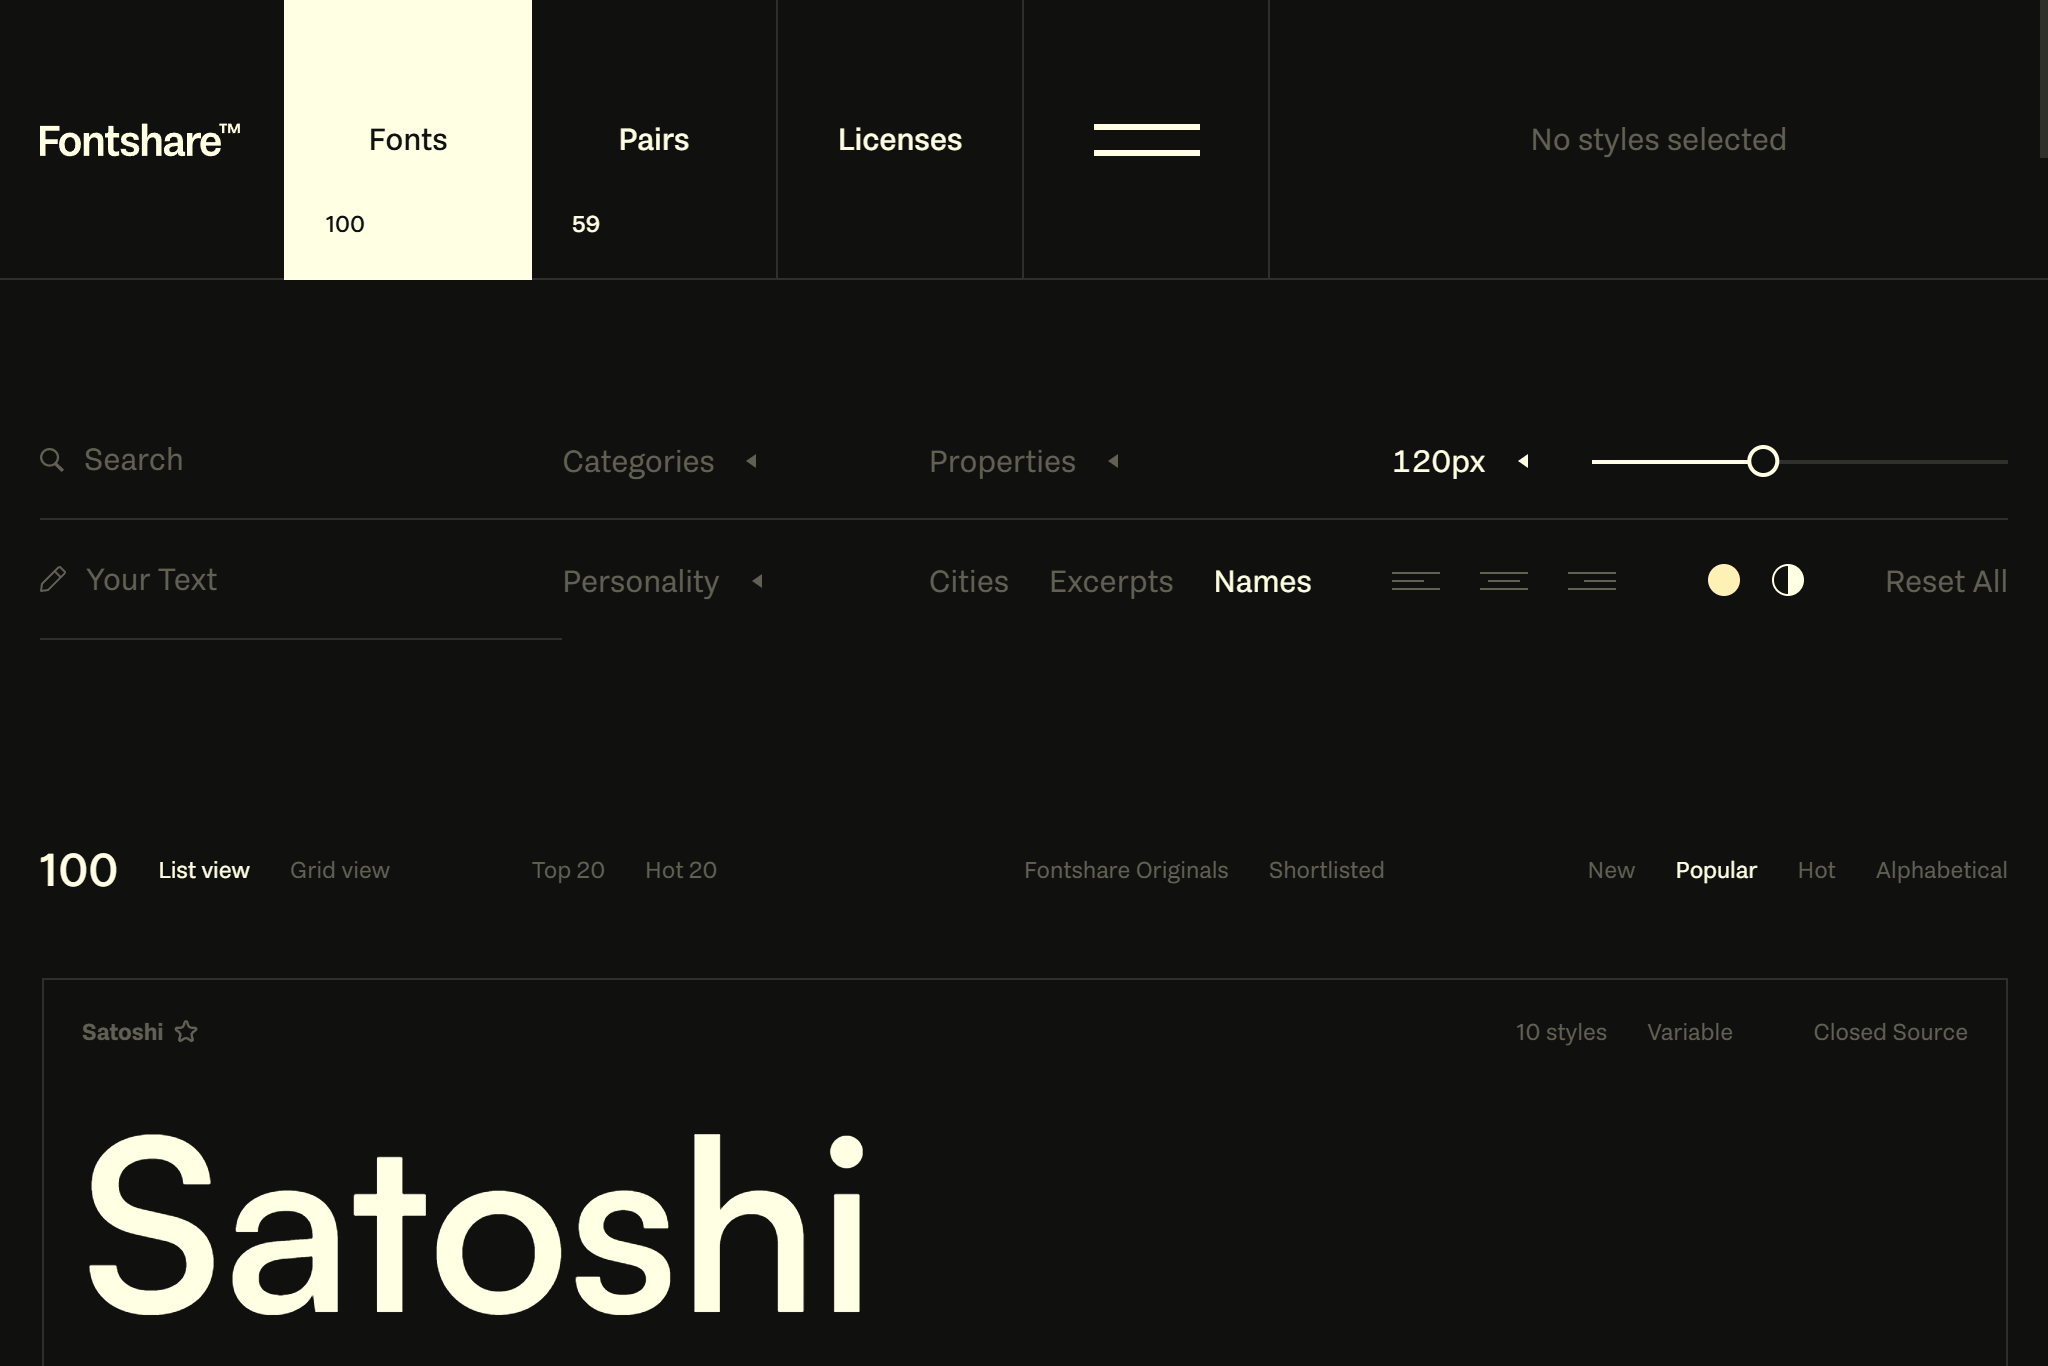 Fontshare™ Fonts Pairs Licenses No styles selected
100 59
Search Categories Properties 120px
Your Text Personality Cities Excerpts Names Reset All
100 List view Grid view Top 20 Hot 20 Fontshare Originals Shortlisted New Popular Hot Alphabetical
Satoshi 10 styles Variable Closed Source
Satoshi